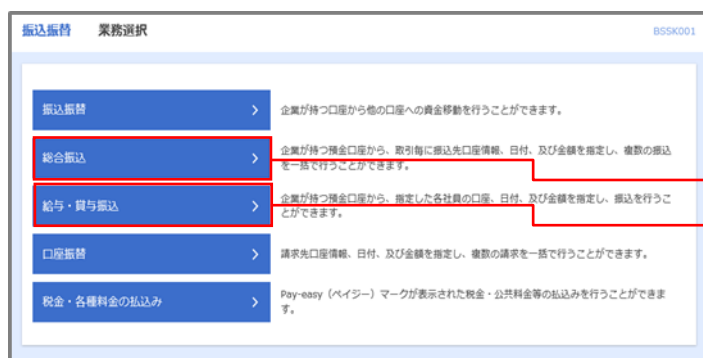 振込振替 業務選択 BSSK001
振込振替
企業が持つ口座から他の口座への資金移動を行うことができます。
総合振込
企業が持つ預金口座から、取引毎に振込先口座情報、日付、及び金額を指定し、複数の振込
を一括で行うことができます。
給与・賞与振込
企業が持つ預金口座から、指定した各社員の口座、日付、及び金額を指定し、振込を行うこ
とができます。
口座振替
請求先口座情報、日付、及び金額を指定し、複数の請求を一括で行うことができます。
税金・各種料金の払込み
Pay-easy（ペイジー）マークが表示された税金・公共料金等の払込みを行うことができま
す。